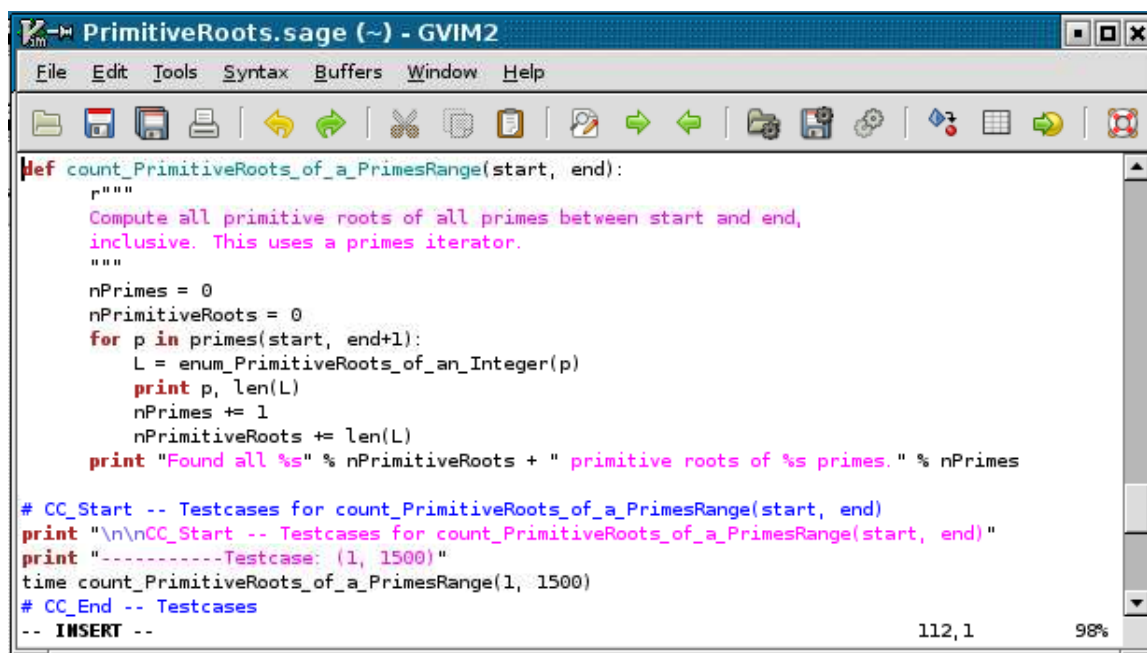 PrimitiveRoots.sage (~) - GVIM2
File Edit Tools Syntax Buffers Window Help
def count_PrimitiveRoots_of_a_PrimesRange(start, end):
r"""
Compute all primitive roots of all primes between start and end,
inclusive. This uses a primes iterator.
"""
nPrimes = 0
nPrimitiveRoots = 0
for p in primes(start, end+1):
L = enum_PrimitiveRoots_of_an_Integer(p)
print p, len(L)
nPrimes += 1
nPrimitiveRoots += len(L)
print "Found all %s" % nPrimitiveRoots + " primitive roots of %s primes." % nPrimes
# CC_Start -- Testcases for count_PrimitiveRoots_of_a_PrimesRange(start, end)
print "\n\nCC_Start -- Testcases for count_PrimitiveRoots_of_a_PrimesRange(start, end)"
print "-----------Testcase: (1, 1500)"
time count_PrimitiveRoots_of_a_PrimesRange(1, 1500)
# CC_End -- Testcases
-- INSERT -- 112,1 98%